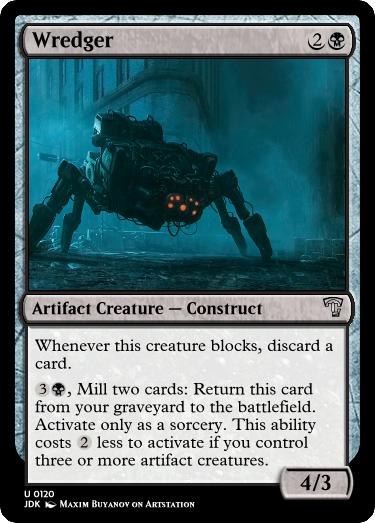 Wredger 2
Artifact Creature — Construct
Whenever this creature blocks, discard a
card.
3, Mill two cards: Return this card
from your graveyard to the battlefield.
Activate only as a sorcery. This ability
costs 2 less to activate if you control
three or more artifact creatures.
4/3
U 0120
JDK Maxim Buyanov on Artstation